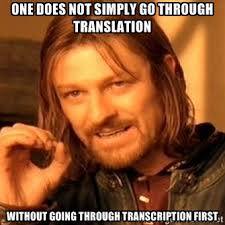 ONE DOES NOT SIMPLY GO THROUGH
TRANSLATION
WITHOUT GOING THROUGH TRANSCRIPTION FIRST